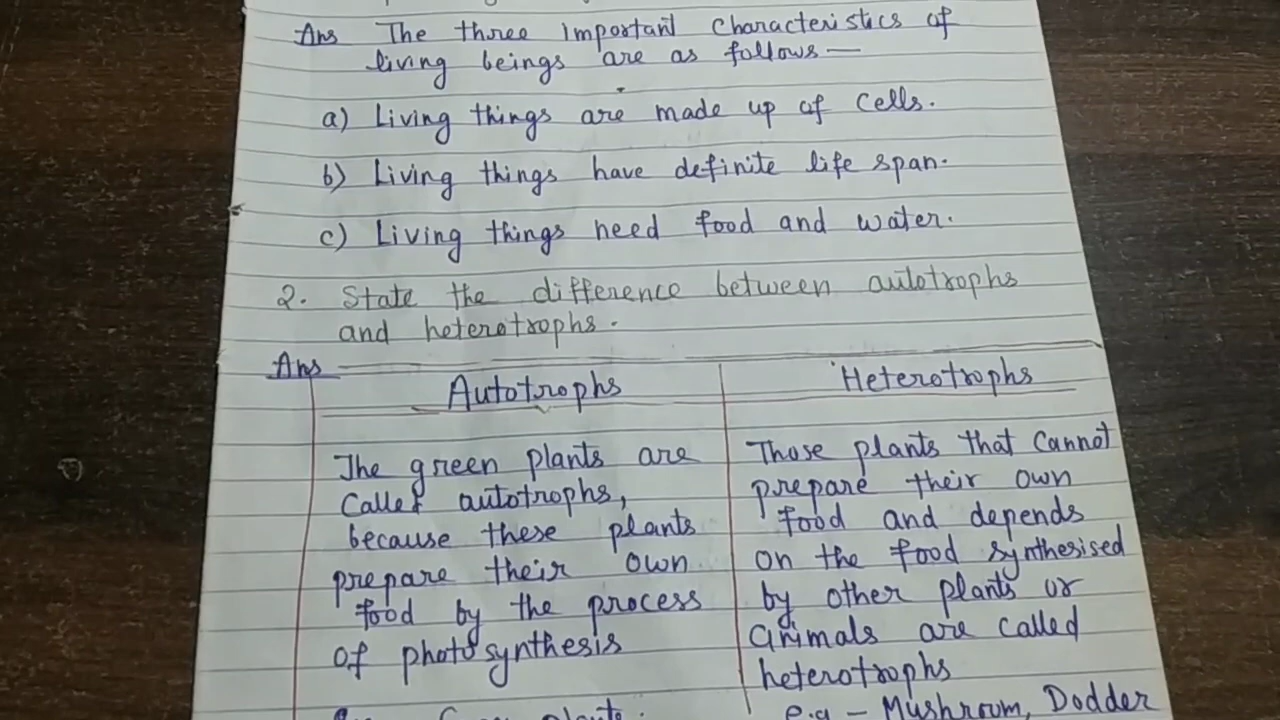 Ans The three important characteristics of
living beings are as follows—
a) Living things are made up of cells.
b) Living things have definite life span.
c) Living things need food and water.
2. State the difference between autotrophs
and heterotrophs.
Ans
Autotrophs
The green plants are
Called autotrophs,
because these plants
prepare their own
food by the process
of photosynthesis
Heterotrophs
Those plants that cannot
prepare their own
food and depends
on the food synthesised
by other plants or
animals are called
heterotrophs
e.g – Mushroom, Dodder